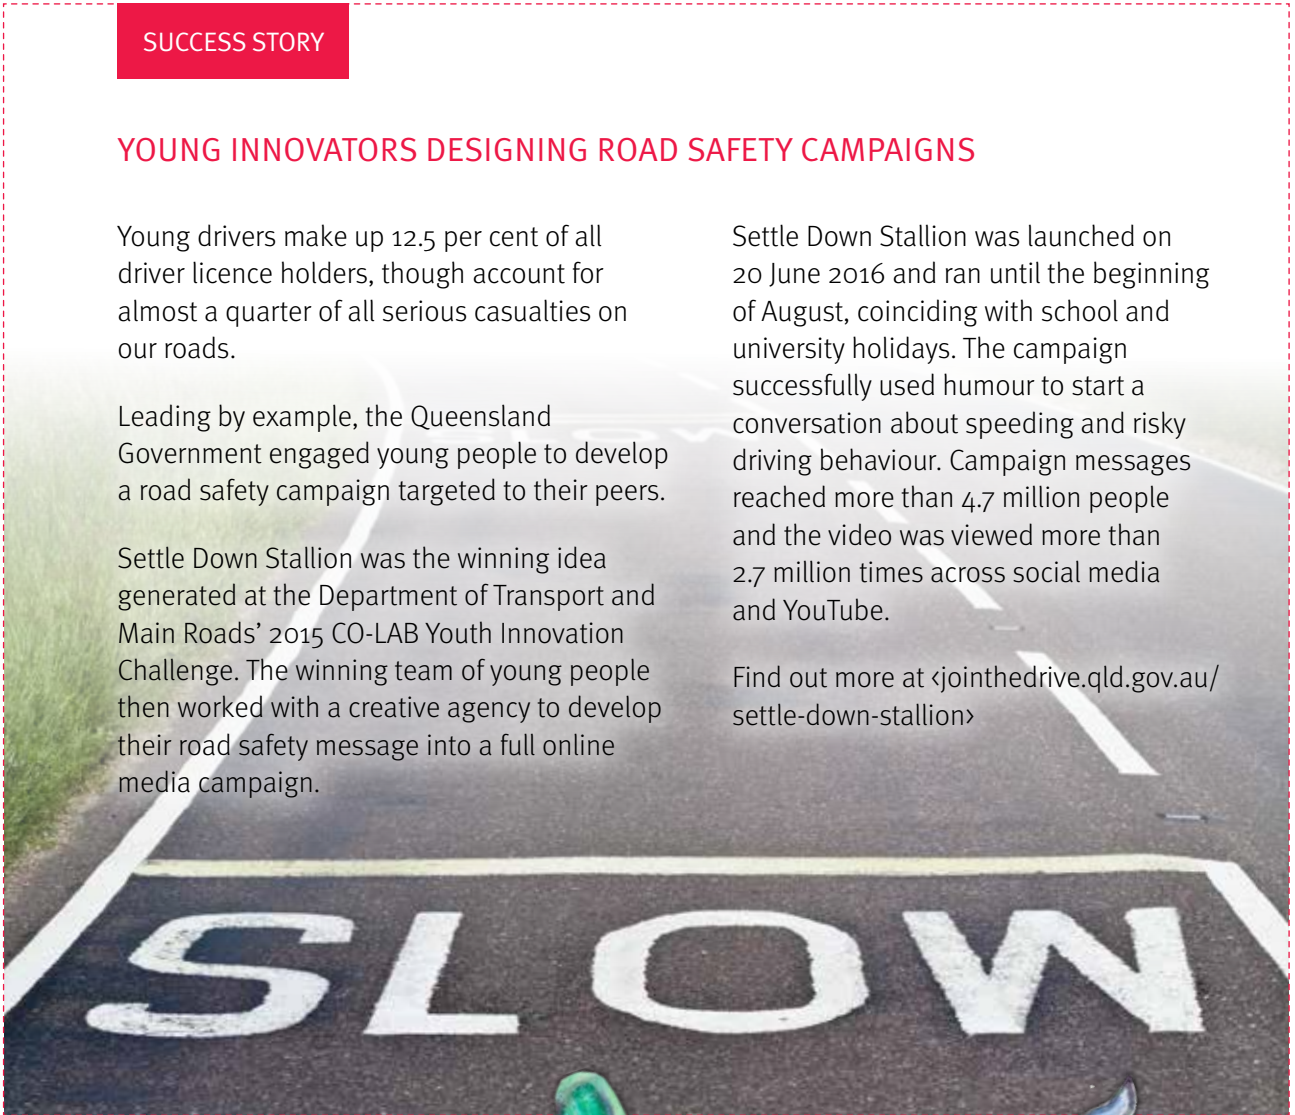 SUCCESS STORY
YOUNG INNOVATORS DESIGNING ROAD SAFETY CAMPAIGNS
Young drivers make up 12.5 per cent of all
driver licence holders, though account for
almost a quarter of all serious casualties on
our roads.
Leading by example, the Queensland
Government engaged young people to develop
a road safety campaign targeted to their peers.
Settle Down Stallion was the winning idea
generated at the Department of Transport and
Main Roads’ 2015 CO-LAB Youth Innovation
Challenge. The winning team of young people
then worked with a creative agency to develop
their road safety message into a full online
media campaign.
Settle Down Stallion was launched on
20 June 2016 and ran until the beginning
of August, coinciding with school and
university holidays. The campaign
successfully used humour to start a
conversation about speeding and risky
driving behaviour. Campaign messages
reached more than 4.7 million people
and the video was viewed more than
2.7 million times across social media
and YouTube.
Find out more at ‹jointhedrive.qld.gov.au/
settle-down-stallion›
SLOW
SLOW